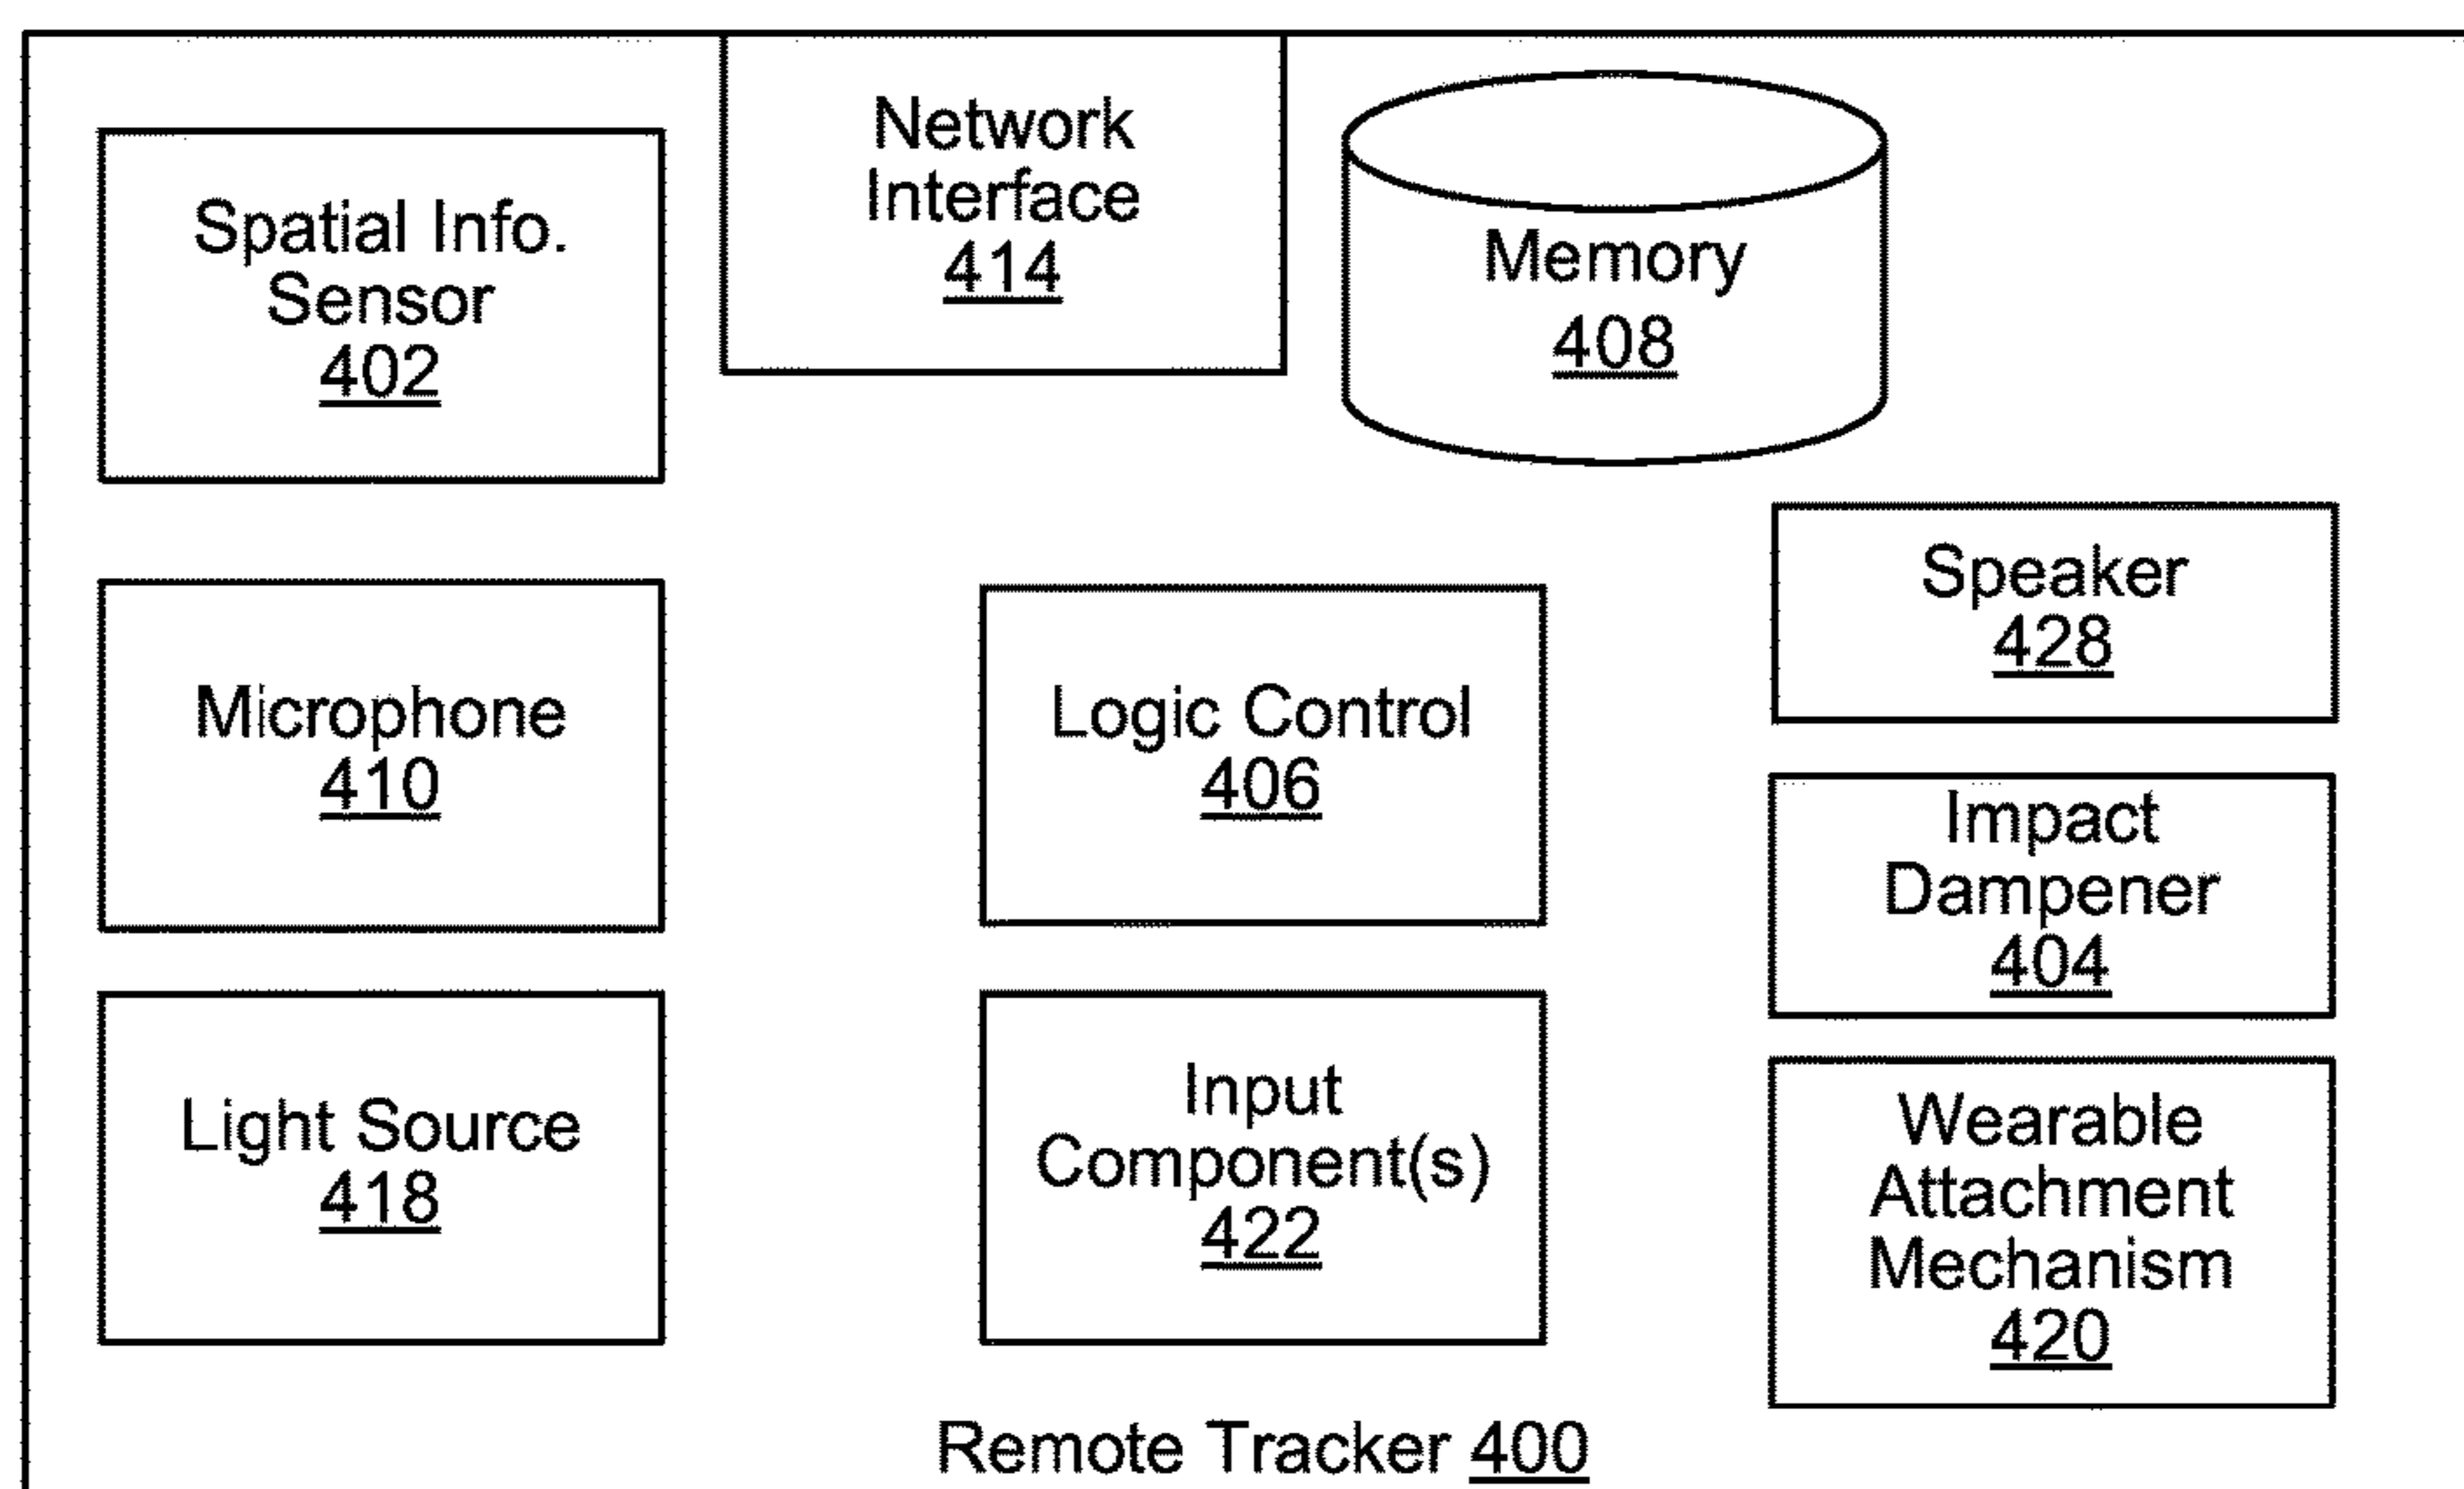 Spatial Info.
Sensor
402
Network
Interface
414
Memory
408
Microphone
410
Logic Control
406
Speaker
428
Impact
Dampener
404
Light Source
418
Input
Component(s)
422
Wearable
Attachment
Mechanism
420
Remote Tracker 400